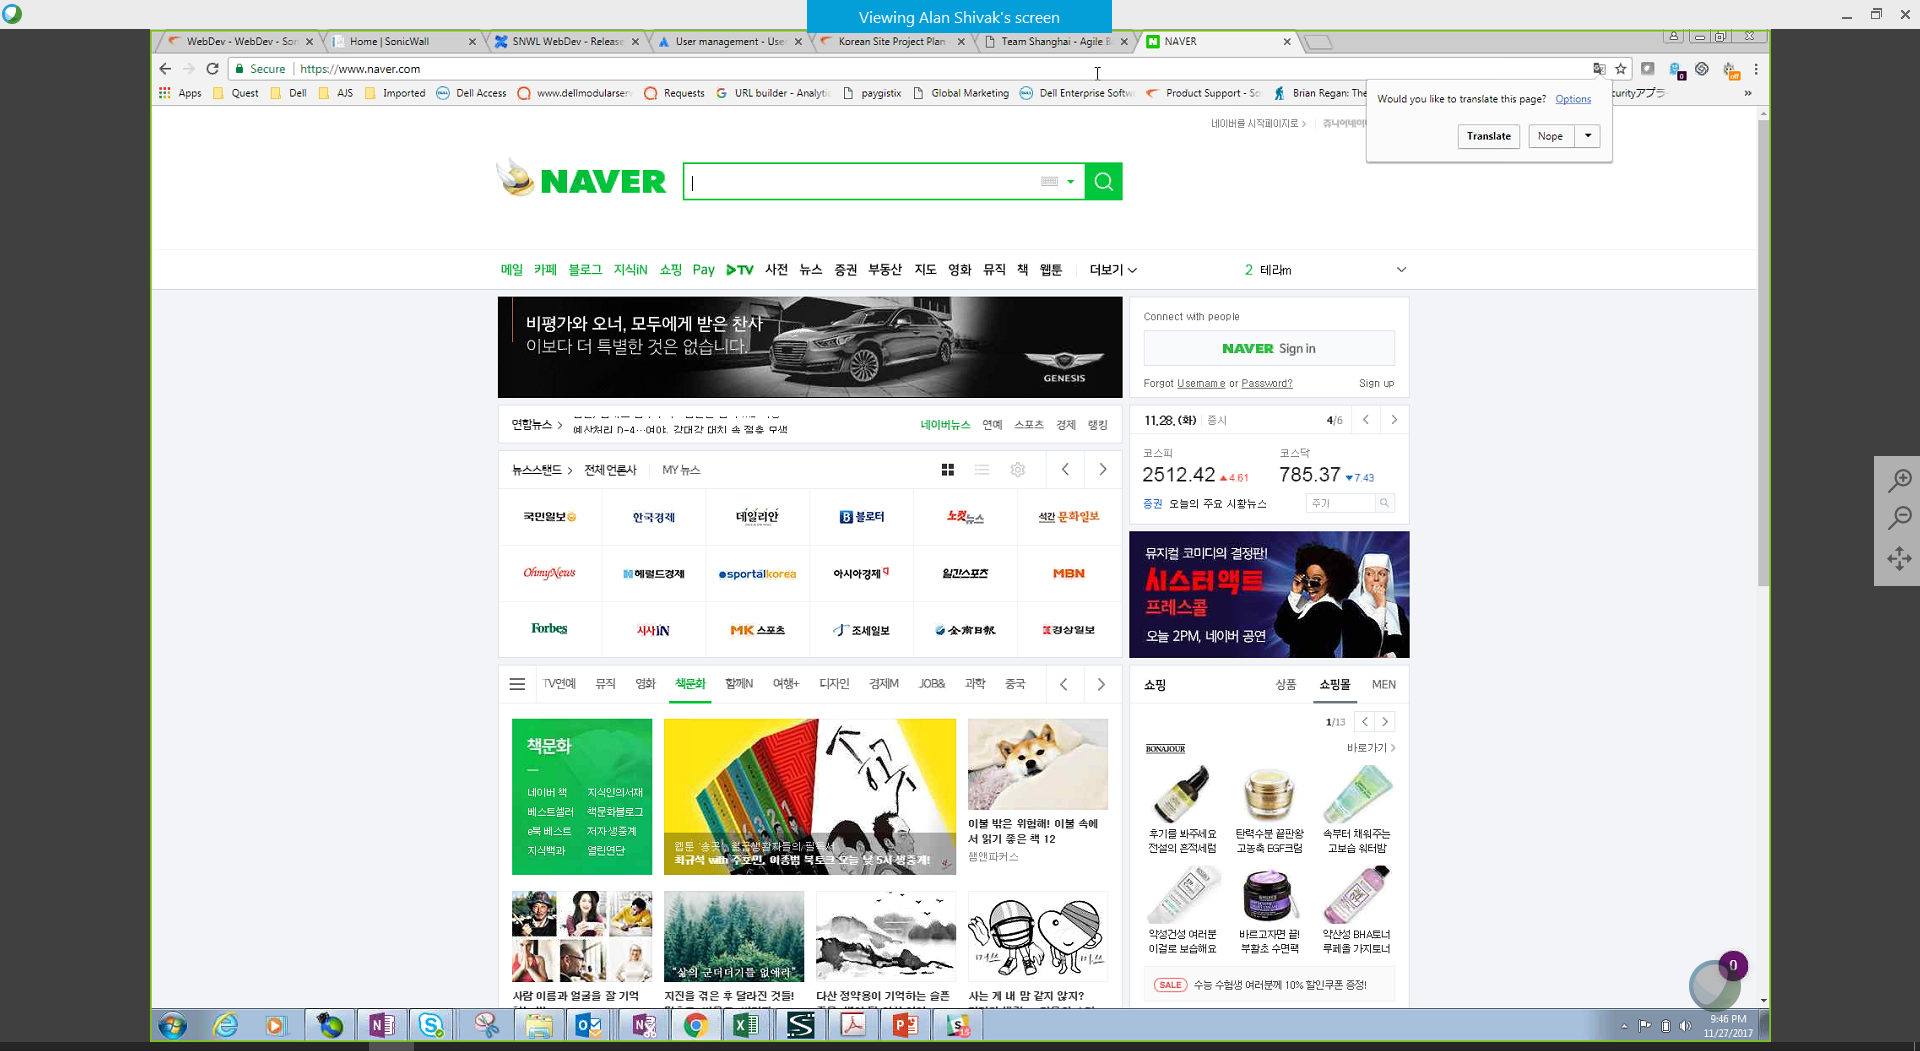 Viewing Alan Shivak's screen
WebDev - WebDev - Son
Home | SonicWall
SNWL WebDev - Release
User management - Use
Korean Site Project Plan
Team Shanghai - Agile B
NAVER
Secure
https://www.naver.com
Apps
Quest
Dell
AJS
Imported
Dell Access
www.dellmodularserv
Requests
URL builder - Analytic
paygistix
Global Marketing
Dell Enterprise Softw
Product Support - So
Brian Regan: The
curityアプラ
»
Would you like to translate this page? Options
Translate
Nope
네이버를 시작페이지로 >
쥬니어네이버
NAVER
메일 카페 블로그 지식iN 쇼핑 Pay TV 사전 뉴스 증권 부동산 지도 영화 뮤직 책 웹툰 더보기
2 테라m
비평가와 오너, 모두에게 받은 찬사
이보다 더 특별한 것은 없습니다.
GENESIS
Connect with people
NAVER Sign in
Forgot Username or Password?
Sign up
연합뉴스 >
예산처리 D-4…여야, 강대강 대치 속 절충 모색
네이버뉴스 연예 스포츠 경제 랭킹
11.28. (화) 증시
4/6
코스피
코스닥
2512.42 ▲4.61
785.37 ▼7.43
증권 오늘의 주요 시황뉴스
주가
뉴스스탠드 > 전체 언론사 MY 뉴스
국민일보 한국경제 데일리안 블로터 노컷뉴스 석간 문화일보
OhmyNews 헤럴드경제 sportalkorea 아시아경제 일간스포츠 MBN
Forbes 시사IN MK스포츠 조세일보 全南日報 경상일보
뮤지컬 코미디의 결정판!
시스터액트
프레스콜
오늘 2PM, 네이버 공연
TV연예 뮤직 영화 책문화 함께N 여행+ 디자인 경제M JOB& 과학 중국
쇼핑
상품 쇼핑몰 MEN
1/13
BONAJOUR
바로가기 >
책문화
네이버 책 지식인의서재
베스트셀러 책문화블로그
e북 베스트 저자 생중계
지식백과 열린연단
최규석 with 주호민, 이종범 북토크 오늘 낮 5시 생중계!
이불 밖은 위험해! 이불 속에
서 읽기 좋은 책 12
잼앤파커스
후기를 봐주세요
전설의 흔적세럼
탄력수분 끝판왕
고농축 EGF크림
속부터 채워주는
고보습 워터밤
악성건성 여러분
이걸로 보습해요
바르고자면 끝!
부활초 수면팩
약산성 BHA토너
루페올 가지토너
"삶의 군더더기를 없애라"
사람 이름과 얼굴을 잘 기억
지진을 겪은 후 달라진 것들!
다산 정약용이 기억하는 슬픈
사는 게 내 맘 같지 않지?
SALE 수능 수험생 여러분께 10% 할인쿠폰 증정!
0
9:46 PM
11/27/2017